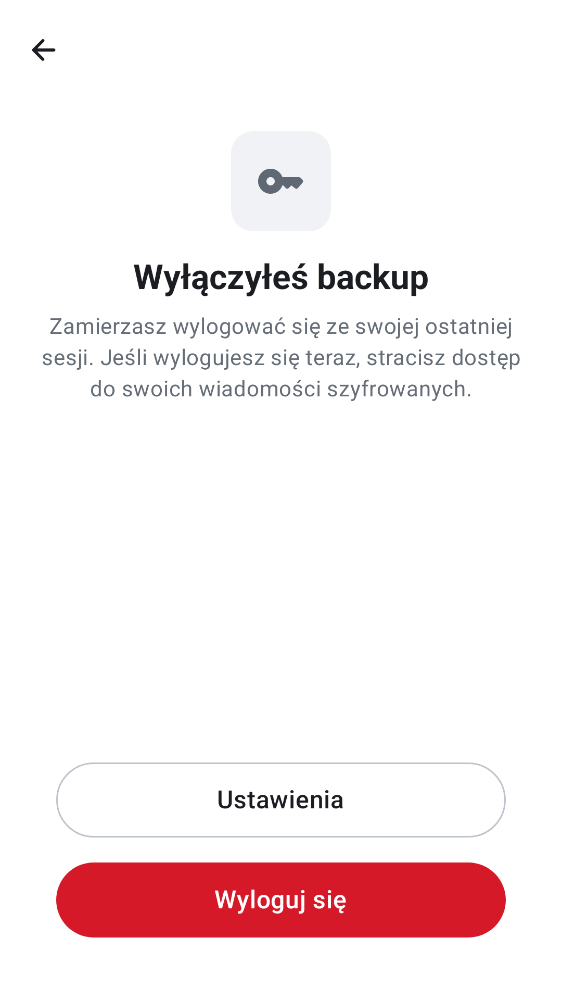 Wyłączyłeś backup
Zamierzasz wylogować się ze swojej ostatniej
sesji. Jeśli wylogujesz się teraz, stracisz dostęp
do swoich wiadomości szyfrowanych.
Ustawienia
Wyloguj się